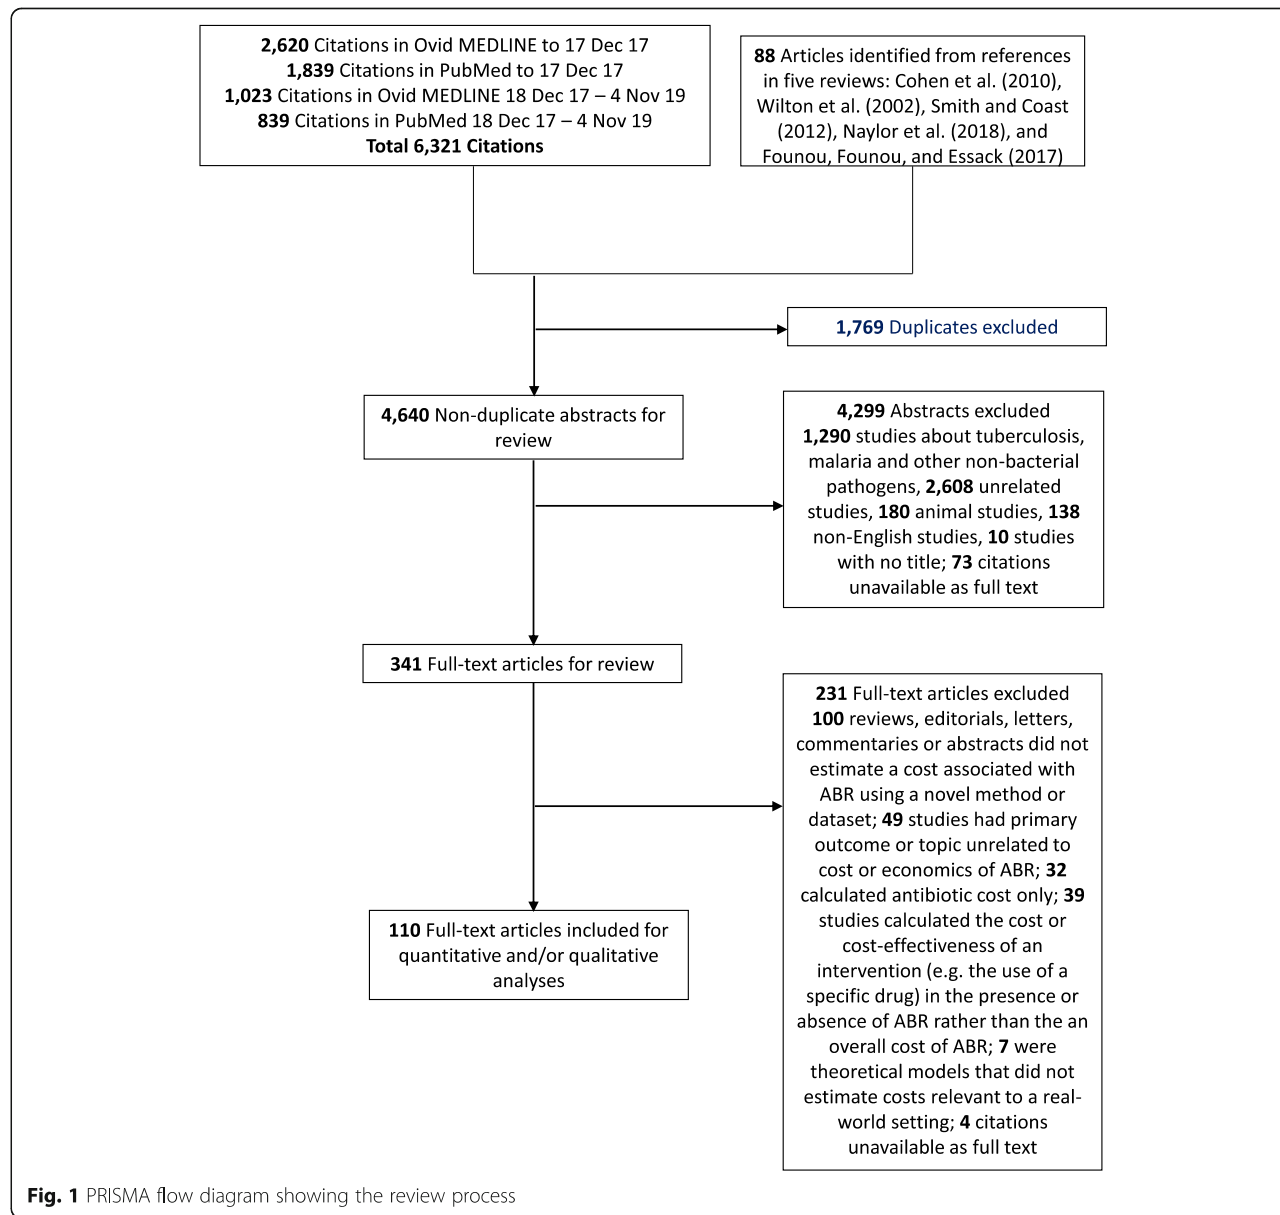 2,620 Citations in Ovid MEDLINE to 17 Dec 17
1,839 Citations in PubMed to 17 Dec 17
1,023 Citations in Ovid MEDLINE 18 Dec 17 – 4 Nov 19
839 Citations in PubMed 18 Dec 17 – 4 Nov 19
Total 6,321 Citations
88 Articles identified from references
in five reviews: Cohen et al. (2010),
Wilton et al. (2002), Smith and Coast
(2012), Naylor et al. (2018), and
Founou, Founou, and Essack (2017)
1,769 Duplicates excluded
4,640 Non-duplicate abstracts for
review
4,299 Abstracts excluded
1,290 studies about tuberculosis,
malaria and other non-bacterial
pathogens, 2,608 unrelated
studies, 180 animal studies, 138
non-English studies, 10 studies
with no title; 73 citations
unavailable as full text
341 Full-text articles for review
231 Full-text articles excluded
100 reviews, editorials, letters,
commentaries or abstracts did not
estimate a cost associated with
ABR using a novel method or
dataset; 49 studies had primary
outcome or topic unrelated to
cost or economics of ABR; 32
calculated antibiotic cost only; 39
studies calculated the cost or
cost-effectiveness of an
intervention (e.g. the use of a
specific drug) in the presence or
absence of ABR rather than the an
overall cost of ABR; 7 were
theoretical models that did not
estimate costs relevant to a real-
world setting; 4 citations
unavailable as full text
110 Full-text articles included for
quantitative and/or qualitative
analyses
Fig. 1 PRISMA flow diagram showing the review process